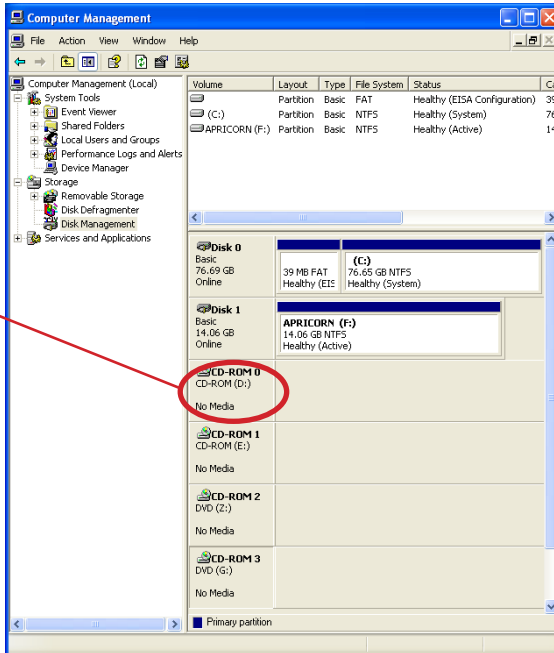 Computer Management
File Action View Window Help
Computer Management (Local)
System Tools
Event Viewer
Shared Folders
Local Users and Groups
Performance Logs and Alerts
Device Manager
Storage
Removable Storage
Disk Defragmenter
Disk Management
Services and Applications
Volume Layout Type File System Status Ca
Partition Basic FAT Healthy (EISA Configuration) 39
(C:) Partition Basic NTFS Healthy (System) 76
APRICORN (F:) Partition Basic NTFS Healthy (Active) 14
Disk 0
Basic
76.69 GB
Online
39 MB FAT
Healthy (EIS
(C:)
76.65 GB NTFS
Healthy (System)
Disk 1
Basic
14.06 GB
Online
APRICORN (F:)
14.06 GB NTFS
Healthy (Active)
CD-ROM 0
CD-ROM (D:)
No Media
CD-ROM 1
CD-ROM (E:)
No Media
CD-ROM 2
DVD (Z:)
No Media
CD-ROM 3
DVD (G:)
No Media
Primary partition